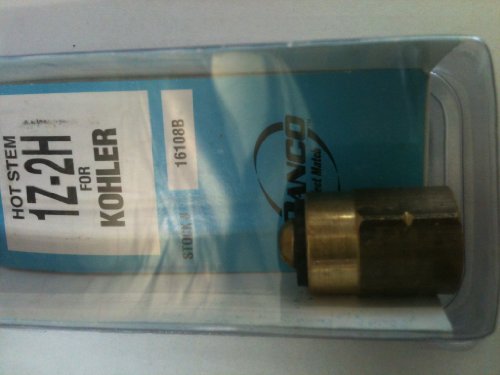 HOT STEM
1Z-2H
FOR
KOHLER
STOCK #
16108B
DANCO